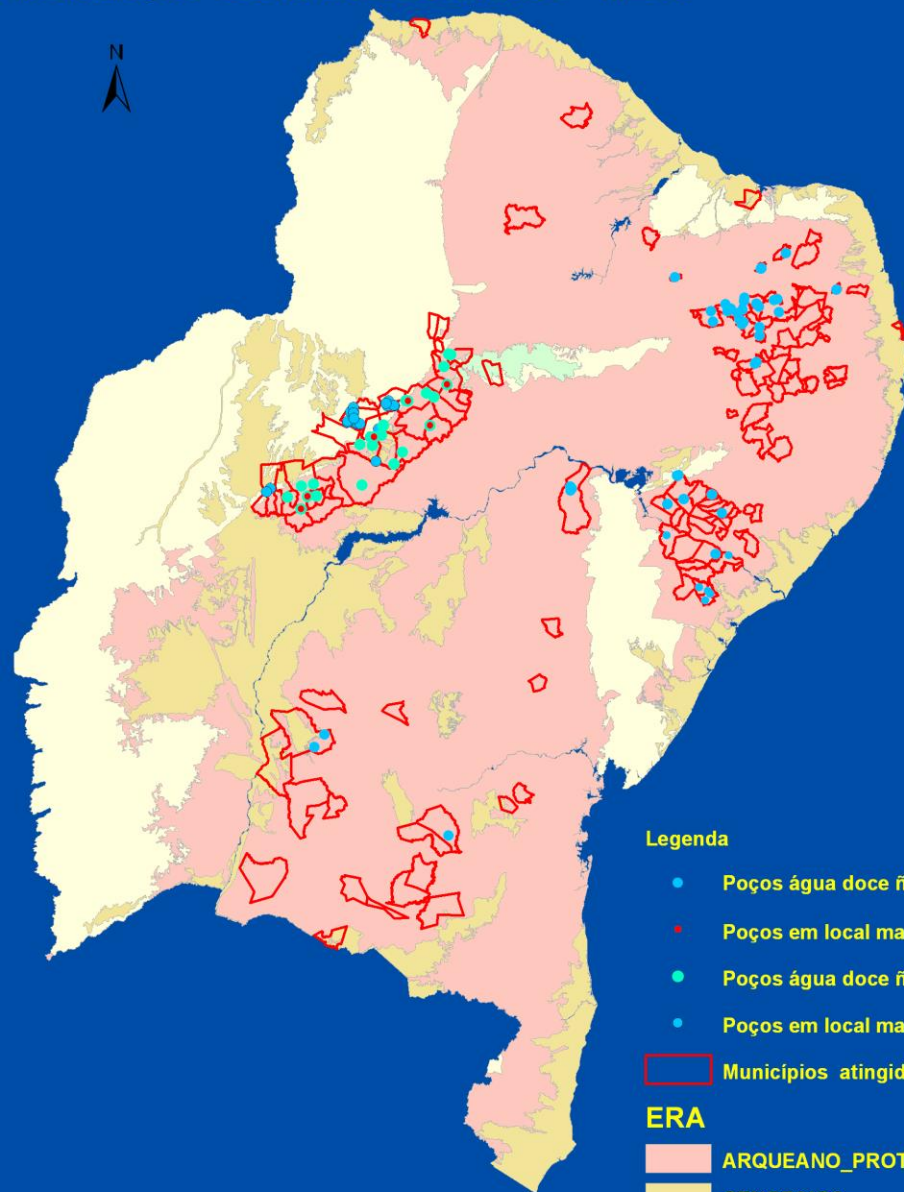 N
Legenda
Poços água doce ñ
Poços em local ma
Poços água doce ñ
Poços em local ma
Municípios atingid
ERA
ARQUEANO_PROT